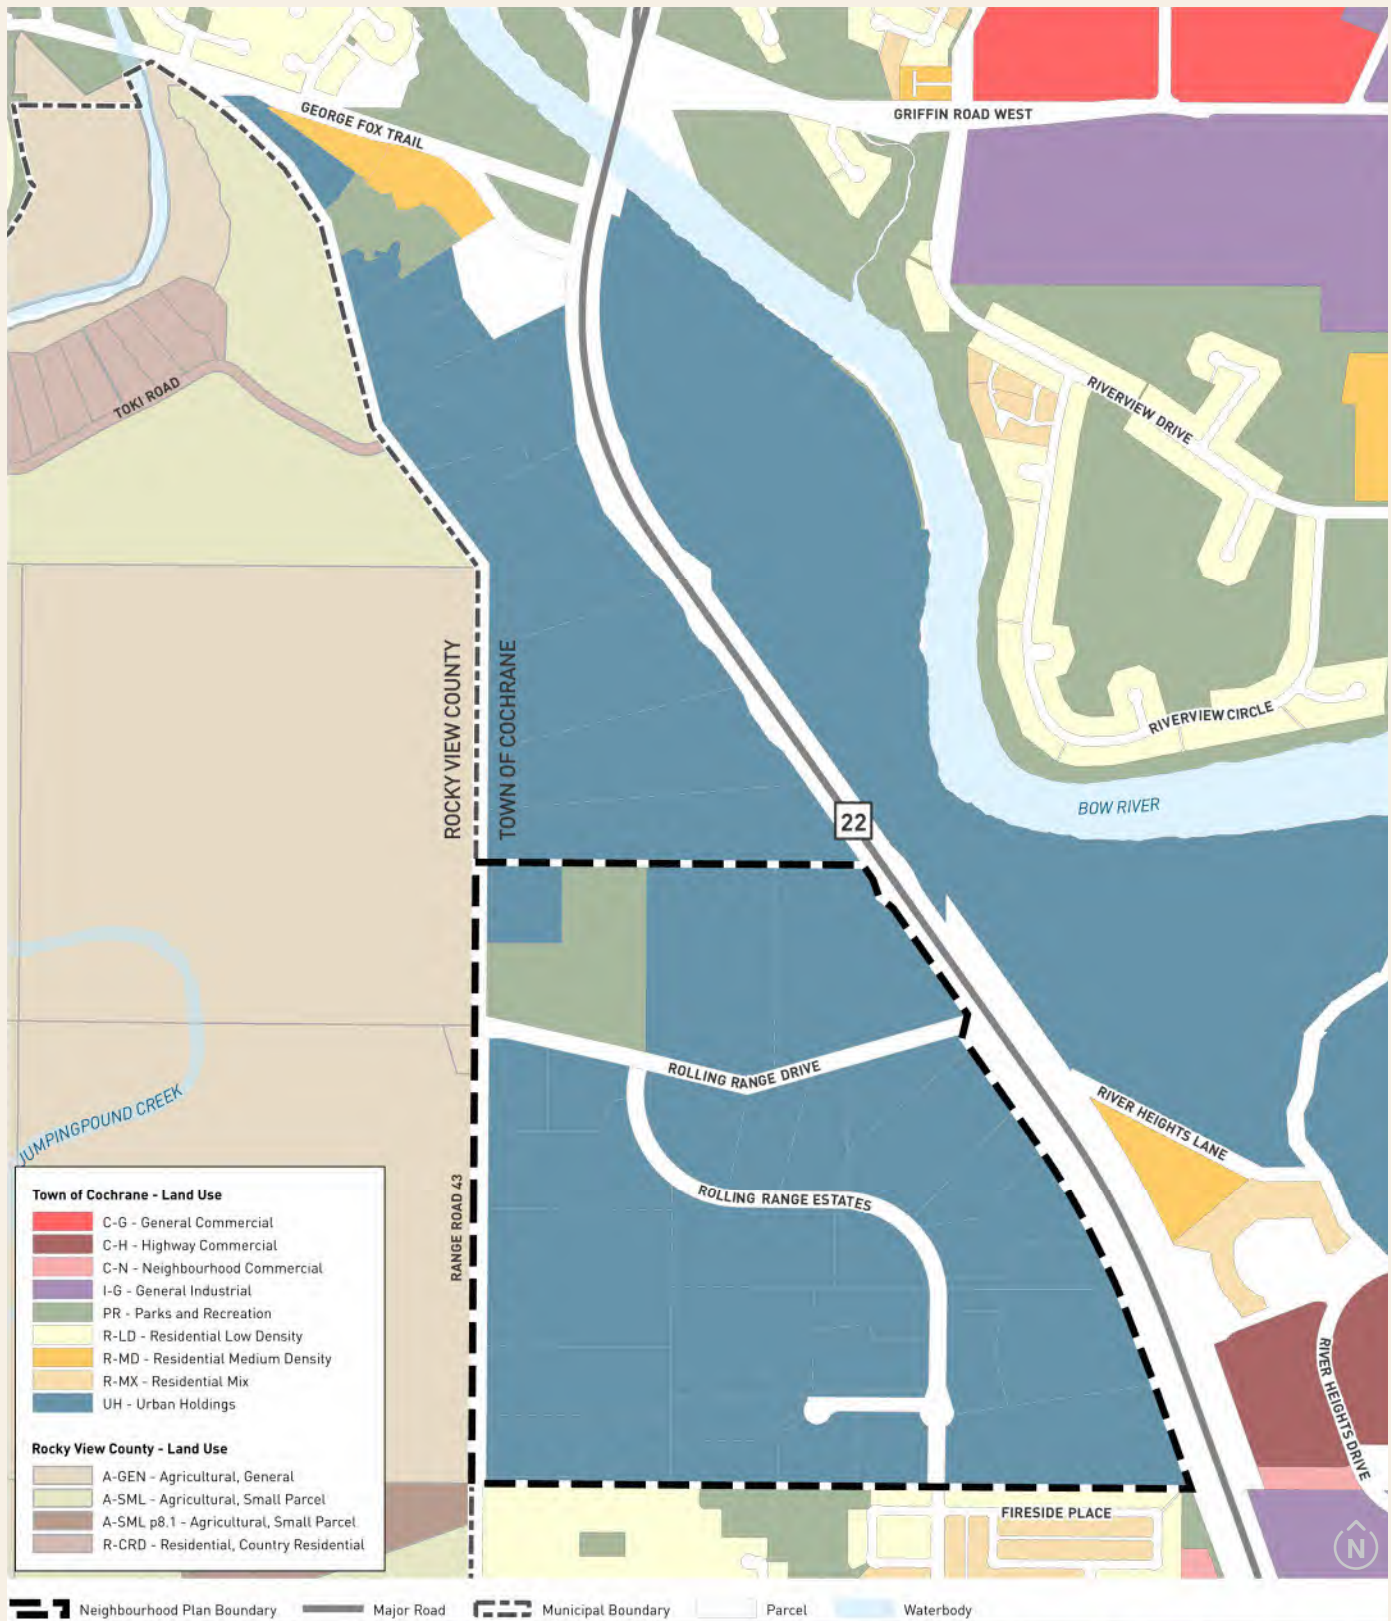 GEORGE FOX TRAIL
GRIFFIN ROAD WEST
TOKI ROAD
RIVERVIEW DRIVE
ROCKY VIEW COUNTY
TOWN OF COCHRANE
RIVERVIEW CIRCLE
BOW RIVER
22
ROLLING RANGE DRIVE
JUMPINGPOUND CREEK
RIVER HEIGHTS LANE
ROLLING RANGE ESTATES
RANGE ROAD 43
RIVER HEIGHTS DRIVE
FIRESIDE PLACE
N
Town of Cochrane - Land Use
C-G - General Commercial
C-H - Highway Commercial
C-N - Neighbourhood Commercial
I-G - General Industrial
PR - Parks and Recreation
R-LD - Residential Low Density
R-MD - Residential Medium Density
R-MX - Residential Mix
UH - Urban Holdings
Rocky View County - Land Use
A-GEN - Agricultural, General
A-SML - Agricultural, Small Parcel
A-SML p8.1 - Agricultural, Small Parcel
R-CRD - Residential, Country Residential
Neighbourhood Plan Boundary
Major Road
Municipal Boundary
Parcel
Waterbody